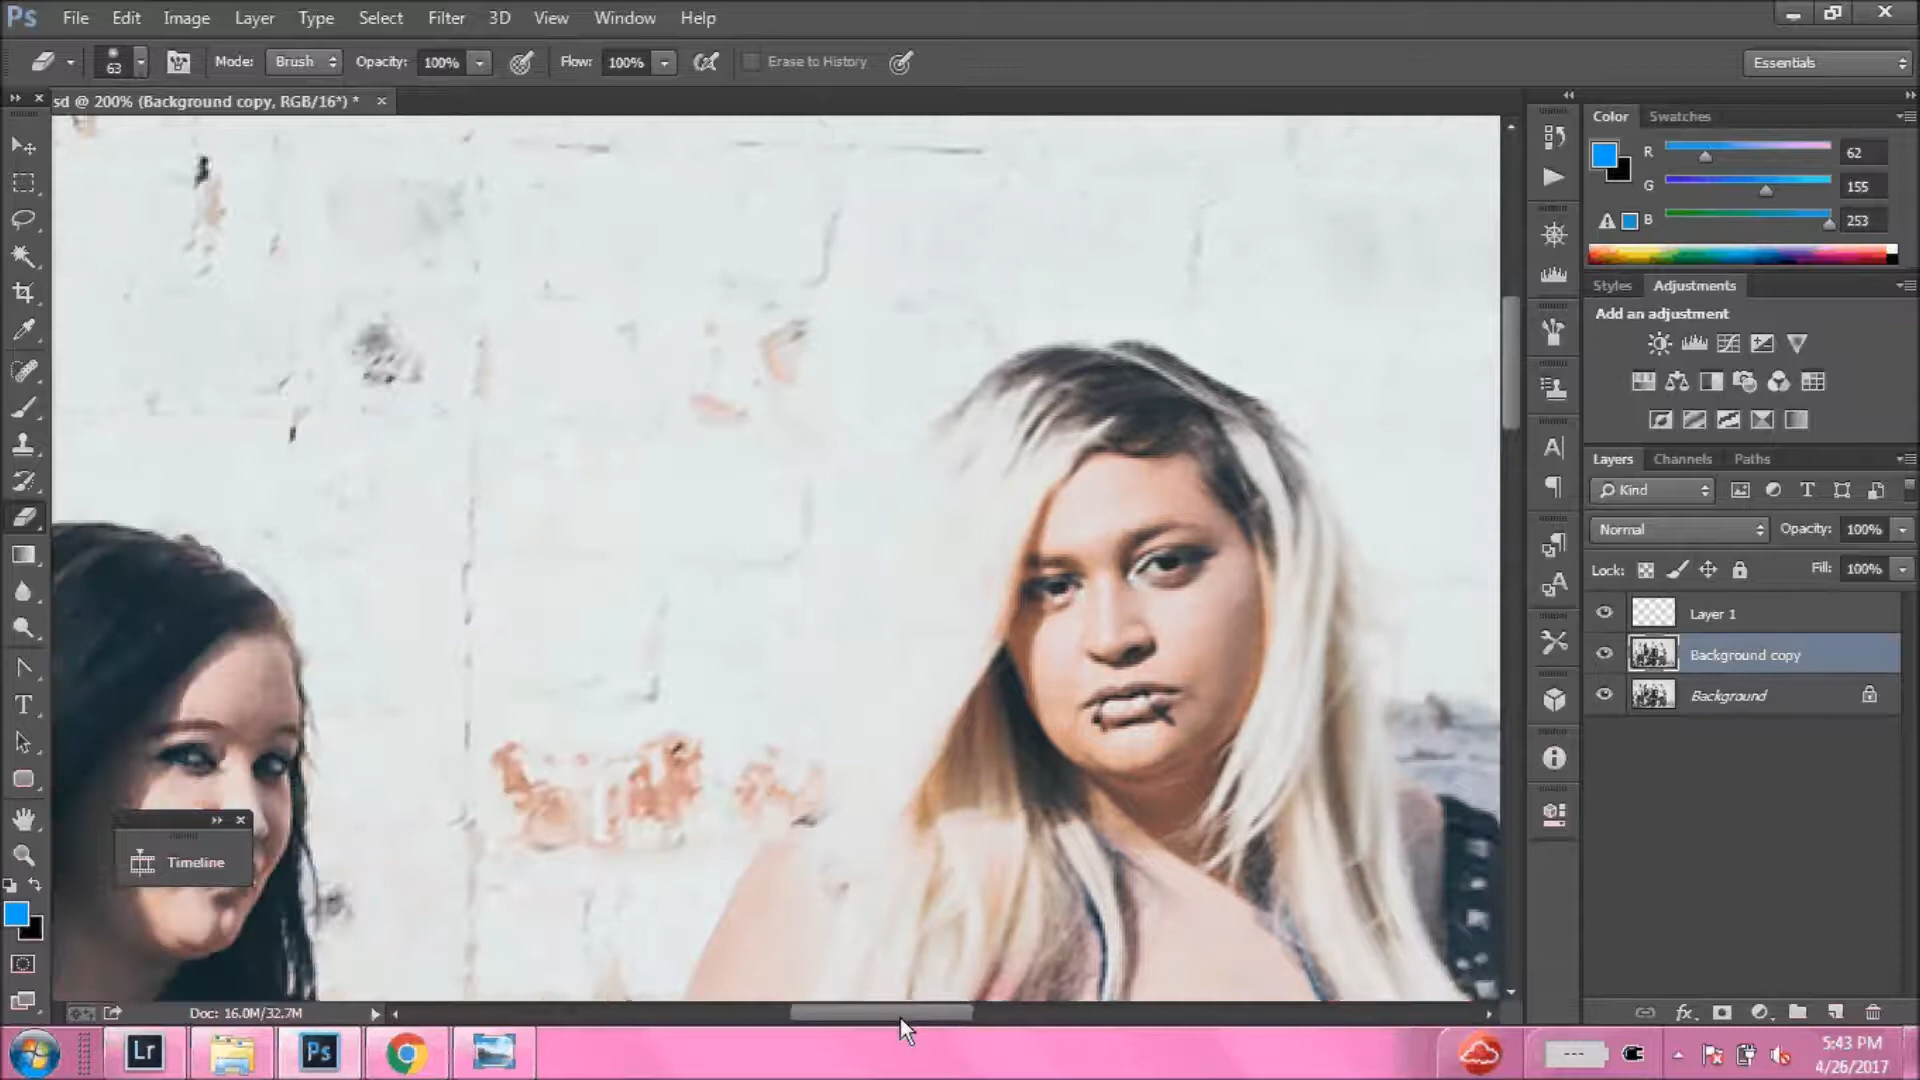 Ps File Edit Image Layer Type Select Filter 3D View Window Help
63 Mode: Brush Opacity: 100% Flow: 100% Erase to History Essentials
sd @ 200% (Background copy, RGB/16*) * ×
Color Swatches
R 62
G 155
B 253
Styles Adjustments
Add an adjustment
Layers Channels Paths
Kind
Normal Opacity: 100%
Lock: Fill: 100%
Layer 1
Background copy
Background
Timeline
Doc: 16.0M/32.7M
Lr Ps
5:43 PM
4/26/2017